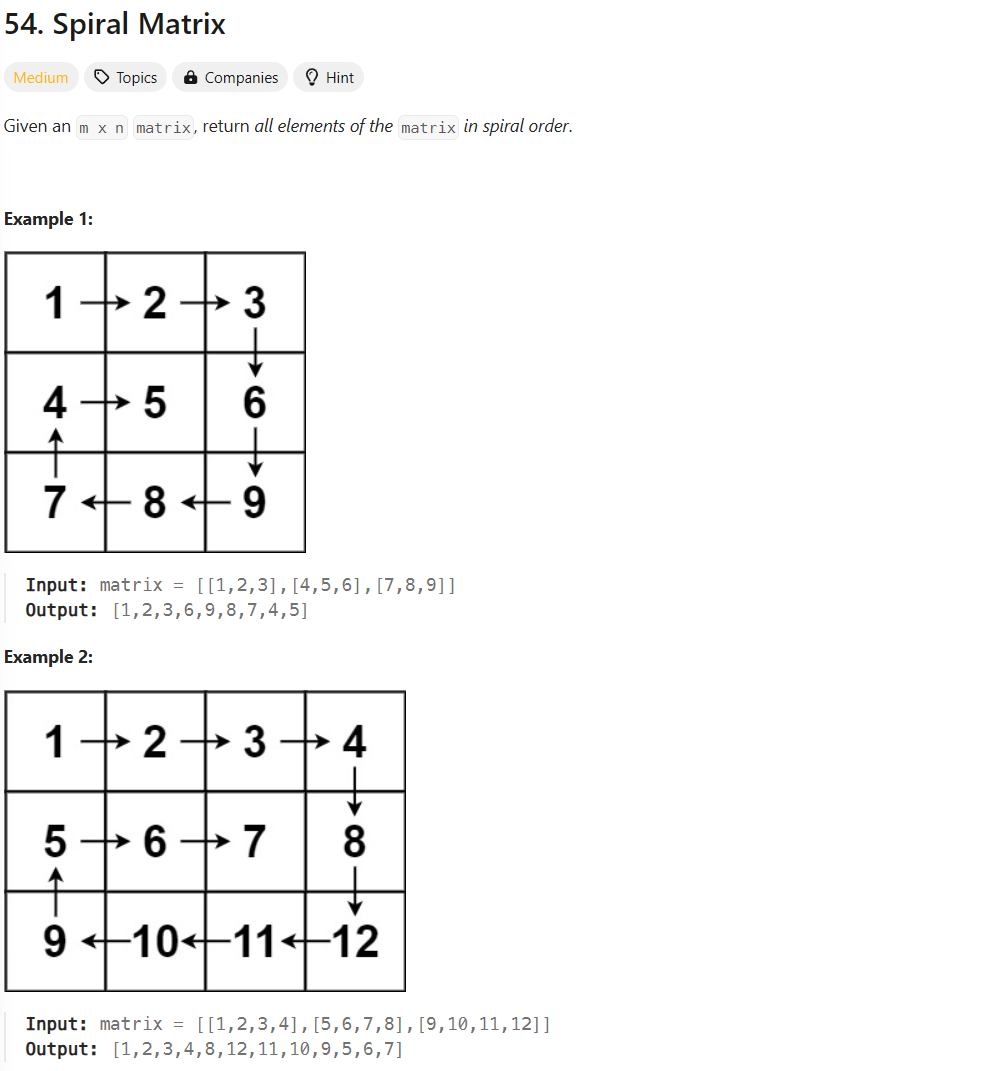 54. Spiral Matrix
Medium Topics Companies Hint
Given an m x n matrix, return all elements of the matrix in spiral order.
Example 1:
1 2 3
4 5 6
7 8 9
Input: matrix = [[1,2,3],[4,5,6],[7,8,9]]
Output: [1,2,3,6,9,8,7,4,5]
Example 2:
1 2 3 4
5 6 7 8
9 10 11 12
Input: matrix = [[1,2,3,4],[5,6,7,8],[9,10,11,12]]
Output: [1,2,3,4,8,12,11,10,9,5,6,7]